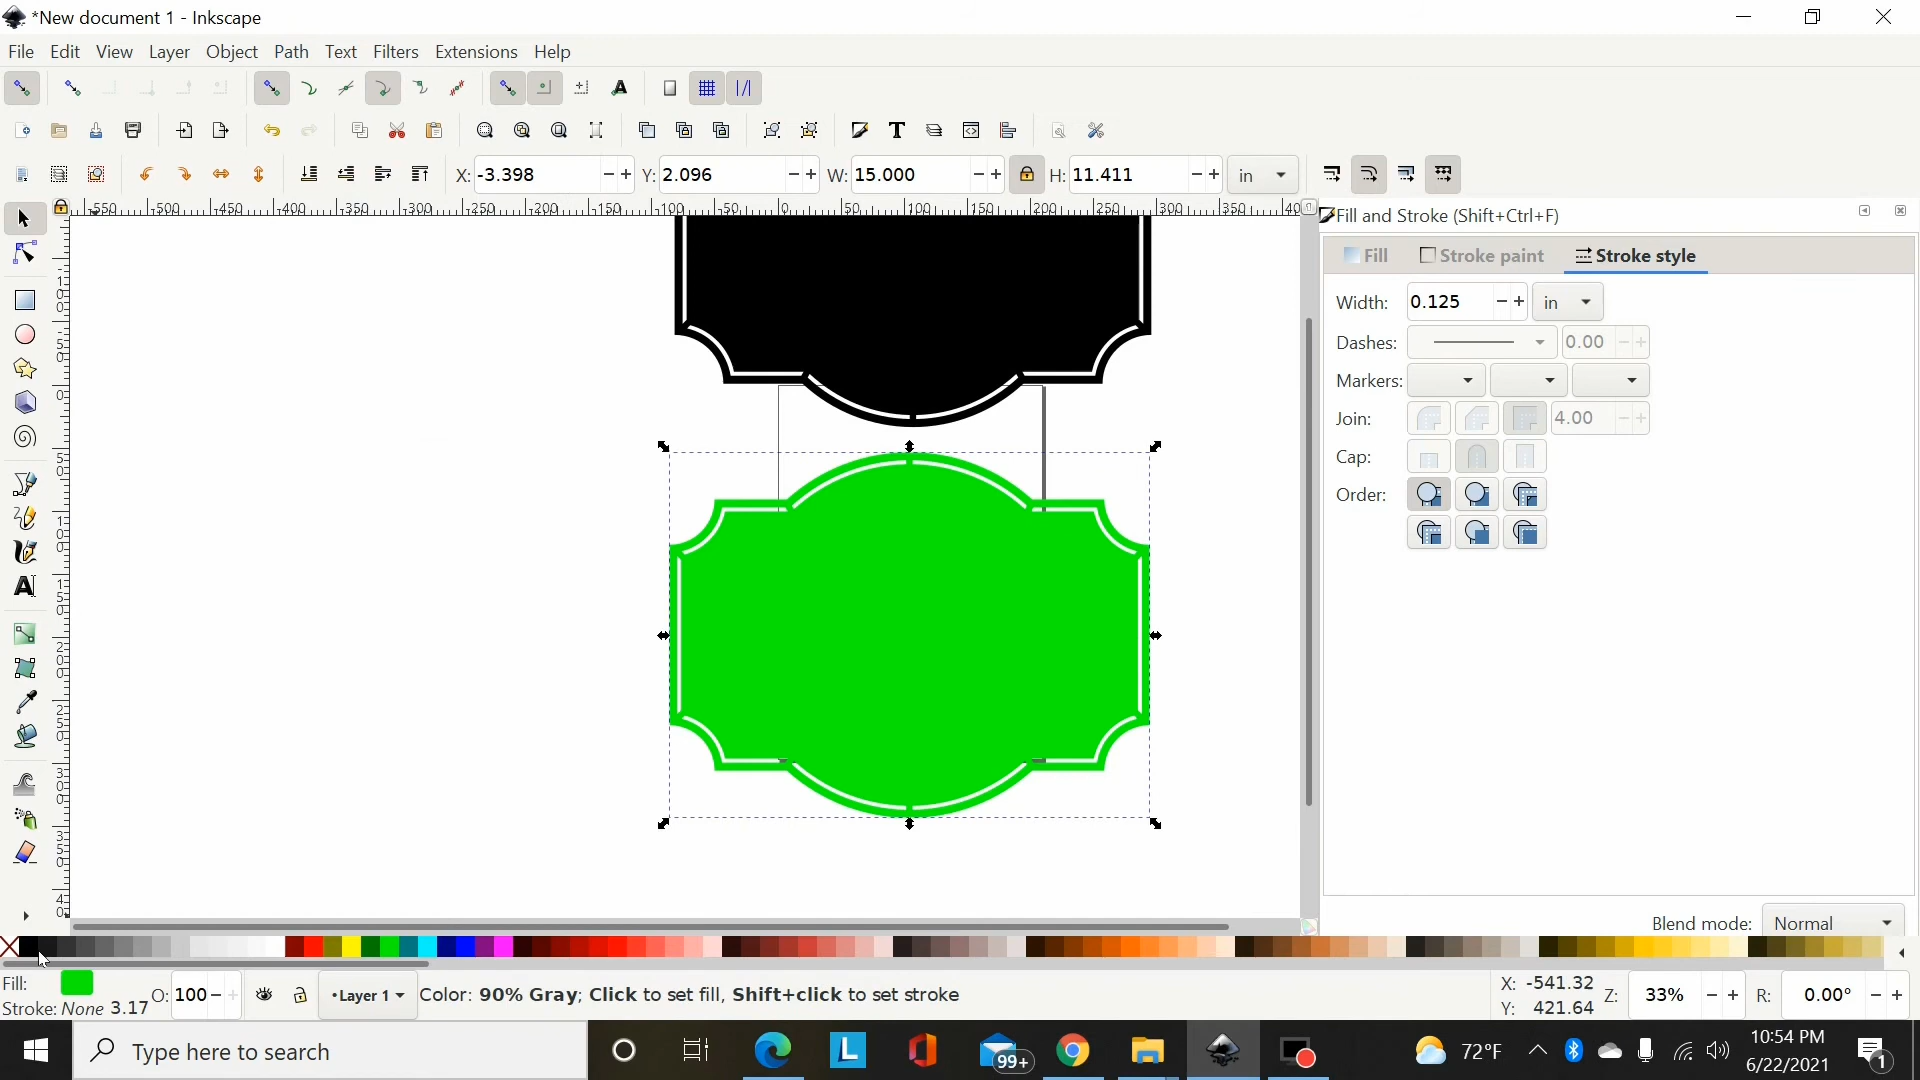 *New document 1 - Inkscape
File Edit View Layer Object Path Text Filters Extensions Help
X: -3.398 Y: 2.096 W: 15.000 H: 11.411 in
Fill and Stroke (Shift+Ctrl+F)
Fill Stroke paint Stroke style
Width: 0.125 in
Dashes: 0.00
Markers:
Join: 4.00
Cap:
Order:
Blend mode: Normal
Fill:
Stroke: None 3.17 O: 100 •Layer 1 Color: 90% Gray; Click to set fill, Shift+click to set stroke
X: -541.32
Y: 421.64
Z: 33% R: 0.00°
Type here to search
99+
72°F
10:54 PM
6/22/2021
1